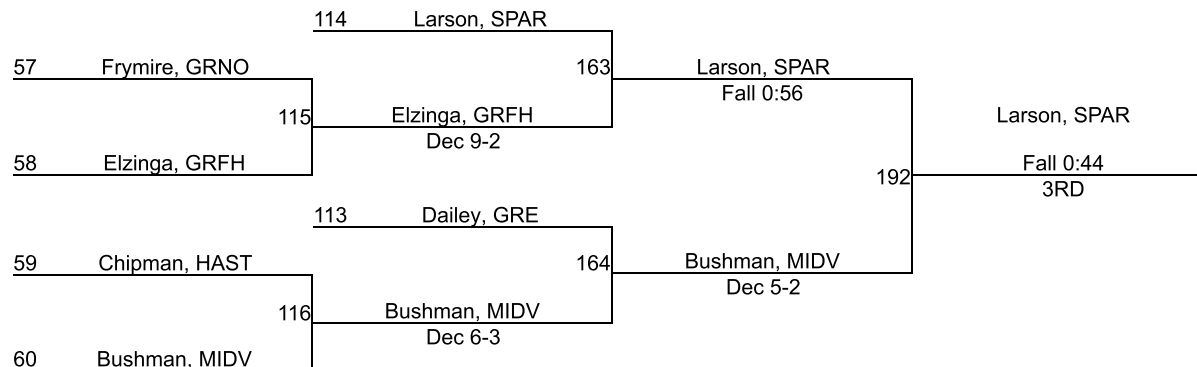 114 Larson, SPAR
57 Frymire, GRNO
163 Larson, SPAR
Fall 0:56
115 Elzinga, GRFH
Dec 9-2
Larson, SPAR
58 Elzinga, GRFH
192 Fall 0:44
3RD
113 Dailey, GRE
59 Chipman, HAST
164 Bushman, MIDV
Dec 5-2
116 Bushman, MIDV
Dec 6-3
60 Bushman, MIDV